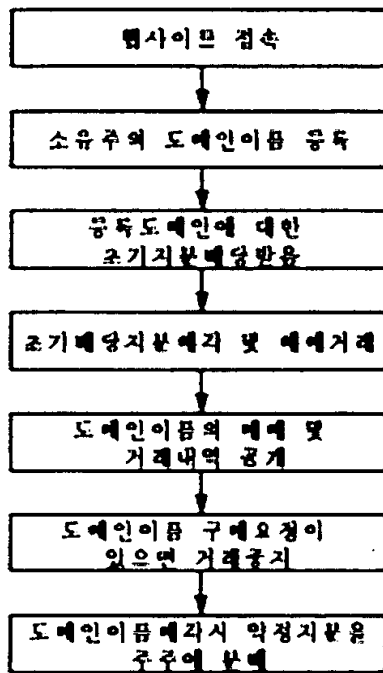 웹사이트 접속
소유주의 도메인이름 등록
등록도메인에 대한
초기지분배당받음
초기배당지분매각 및 매매거래
도메인이름의 매매 및
거래내역 공개
도메인이름 구매요청이
있으면 거래중지
도메인이름매각시 약정지분을
주주에 분배